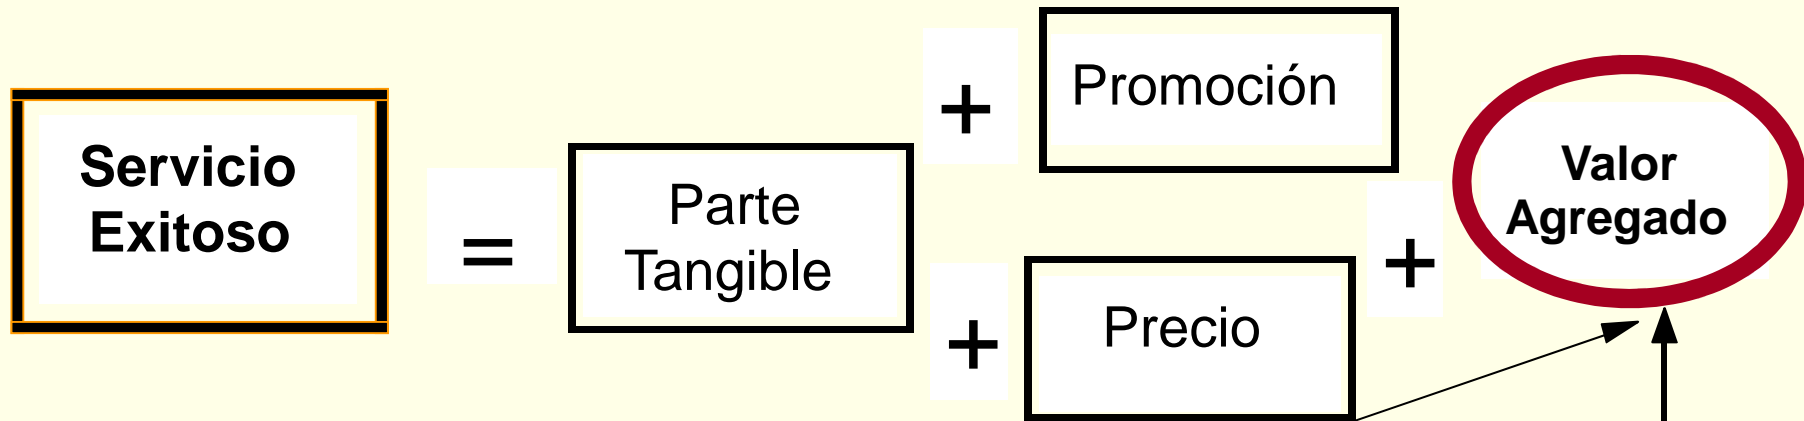 Servicio
Exitoso
=
Parte
Tangible
+
Promoción
+
Precio
+
Valor
Agregado